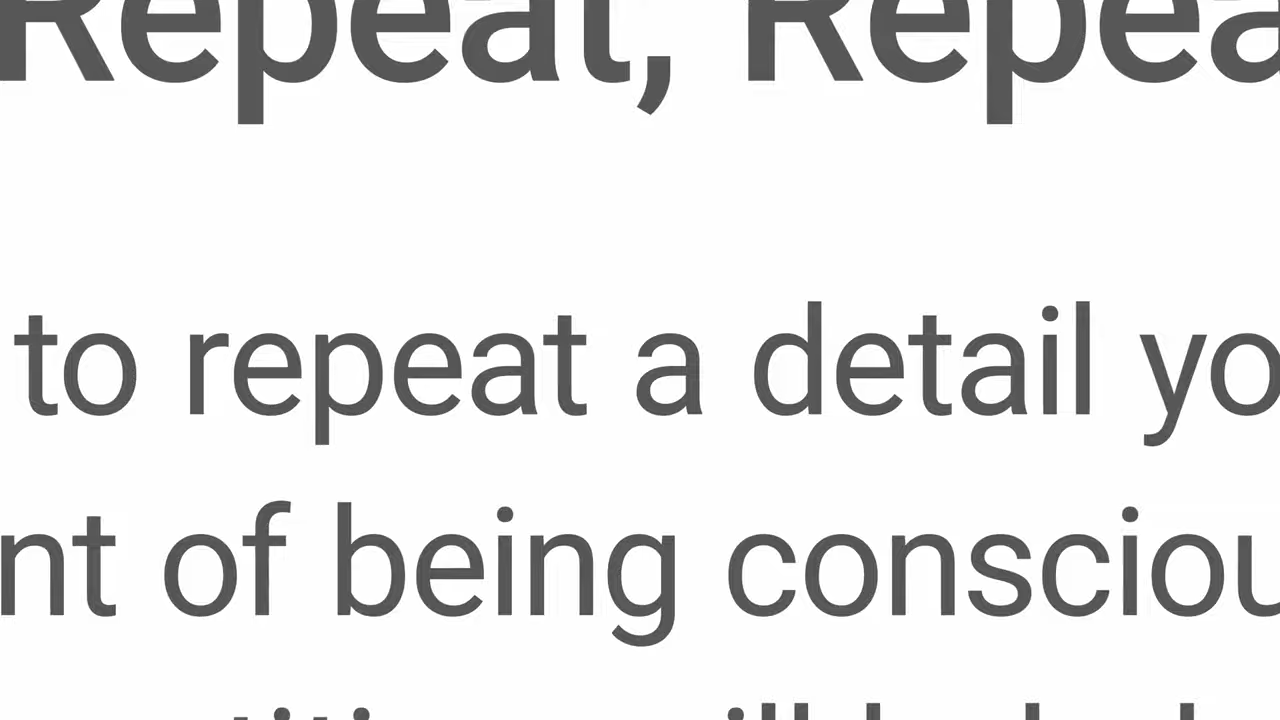 Repeat, Repea
to repeat a detail yo
nt of being consciou